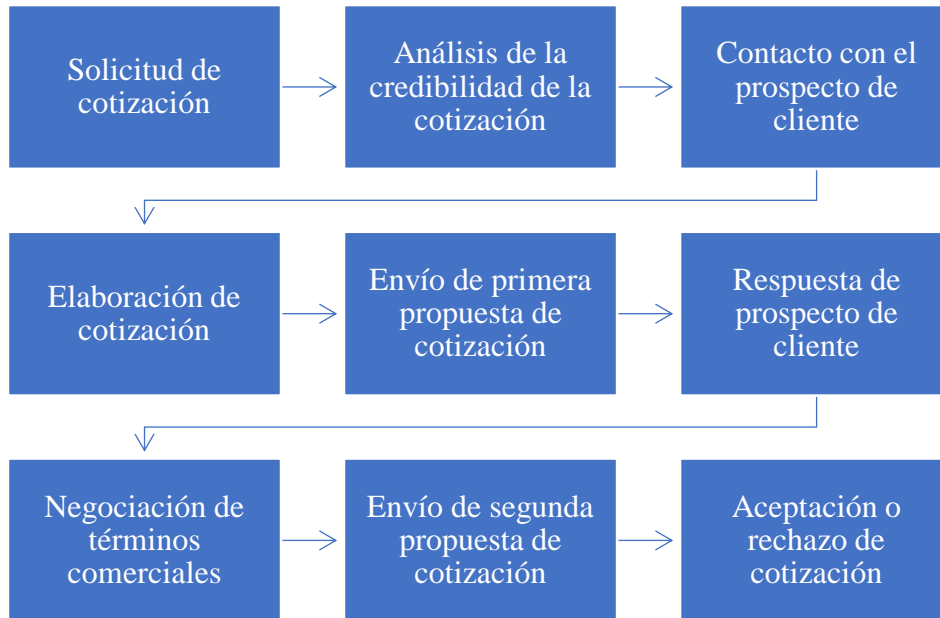 Solicitud de
cotización
Análisis de la
credibilidad de la
cotización
Contacto con el
prospecto de
cliente
Elaboración de
cotización
Envío de primera
propuesta de
cotización
Respuesta de
prospecto de
cliente
Negociación de
términos
comerciales
Envío de segunda
propuesta de
cotización
Aceptación o
rechazo de
cotización